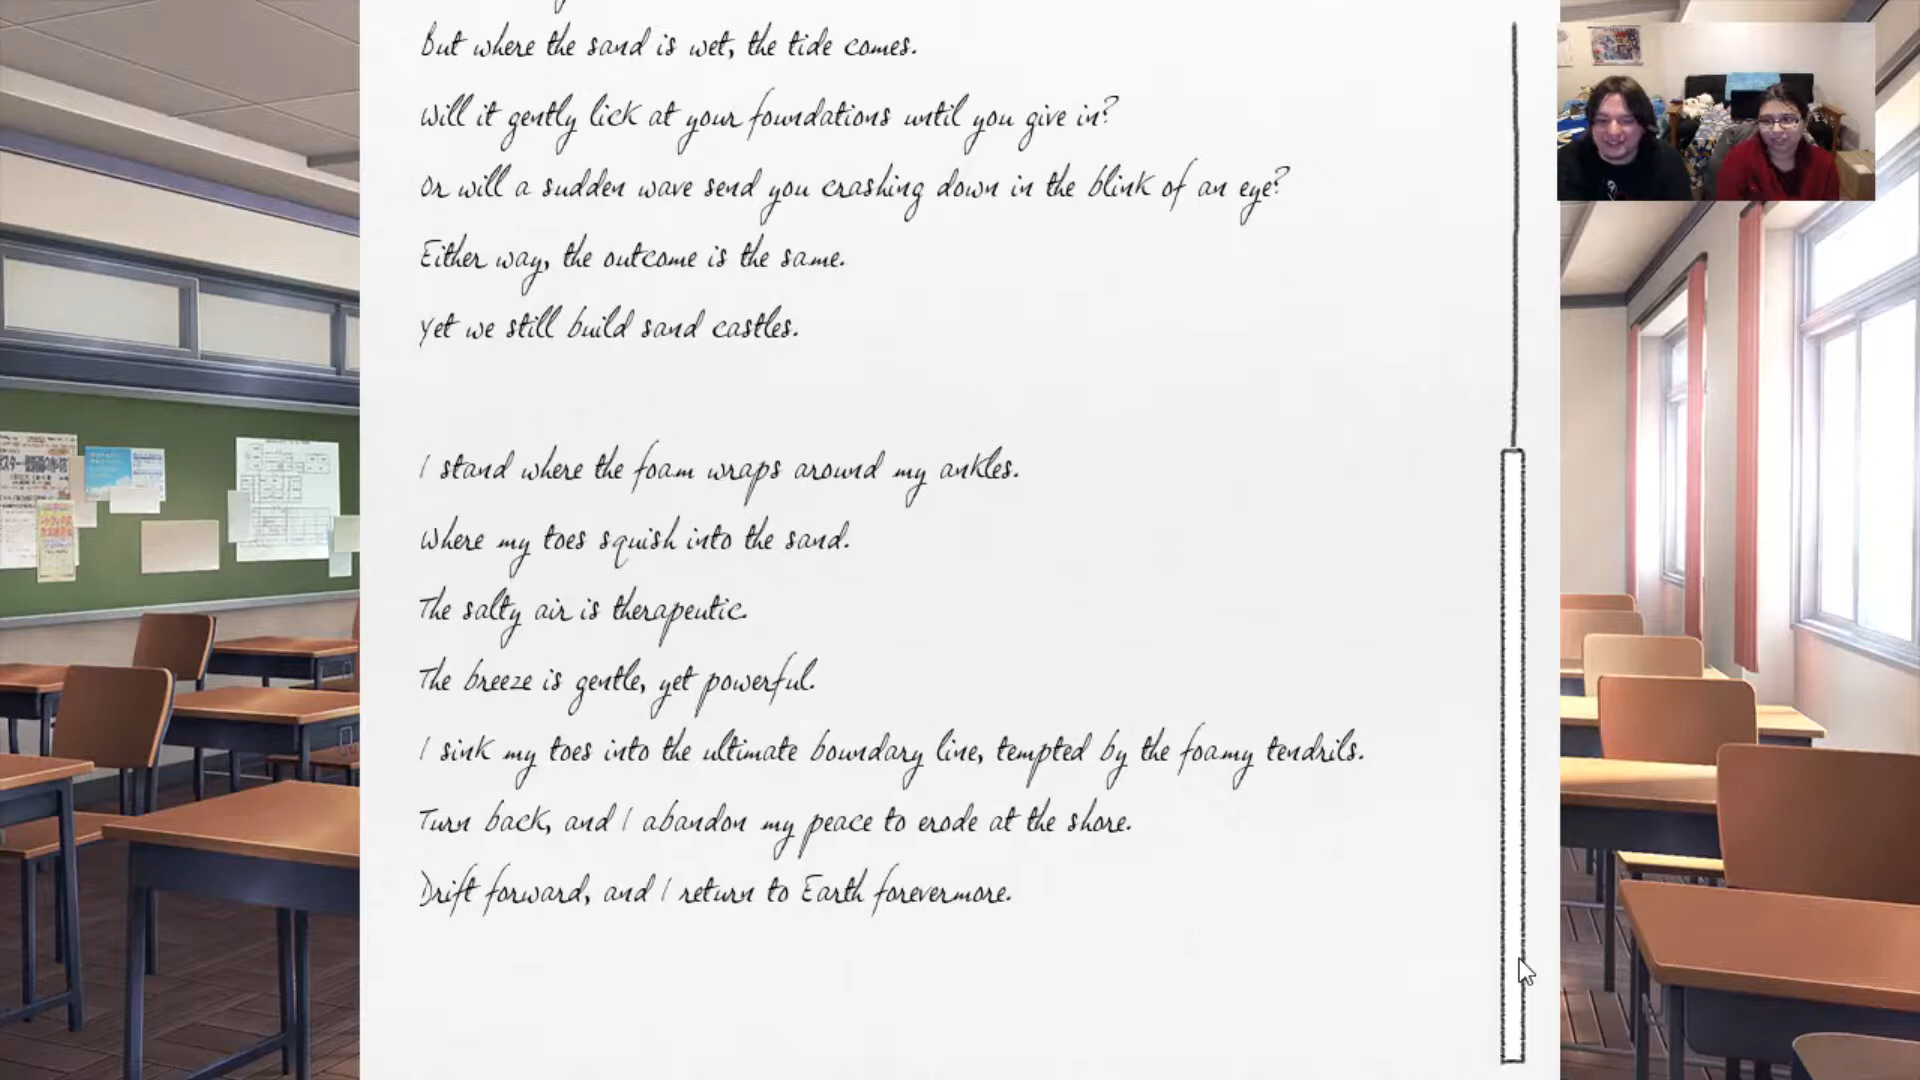 But where the sand is wet, the tide comes.
Will it gently lick at your foundations until you give in?
Or will a sudden wave send you crashing down in the blink of an eye?
Either way, the outcome is the same.
Yet we still build sand castles.
I stand where the foam wraps around my ankles.
Where my toes squish into the sand.
The salty air is therapeutic.
The breeze is gentle, yet powerful.
I sink my toes into the ultimate boundary line, tempted by the foamy tendrils.
Turn back, and I abandon my peace to erode at the shore.
Drift forward, and I return to Earth forevermore.